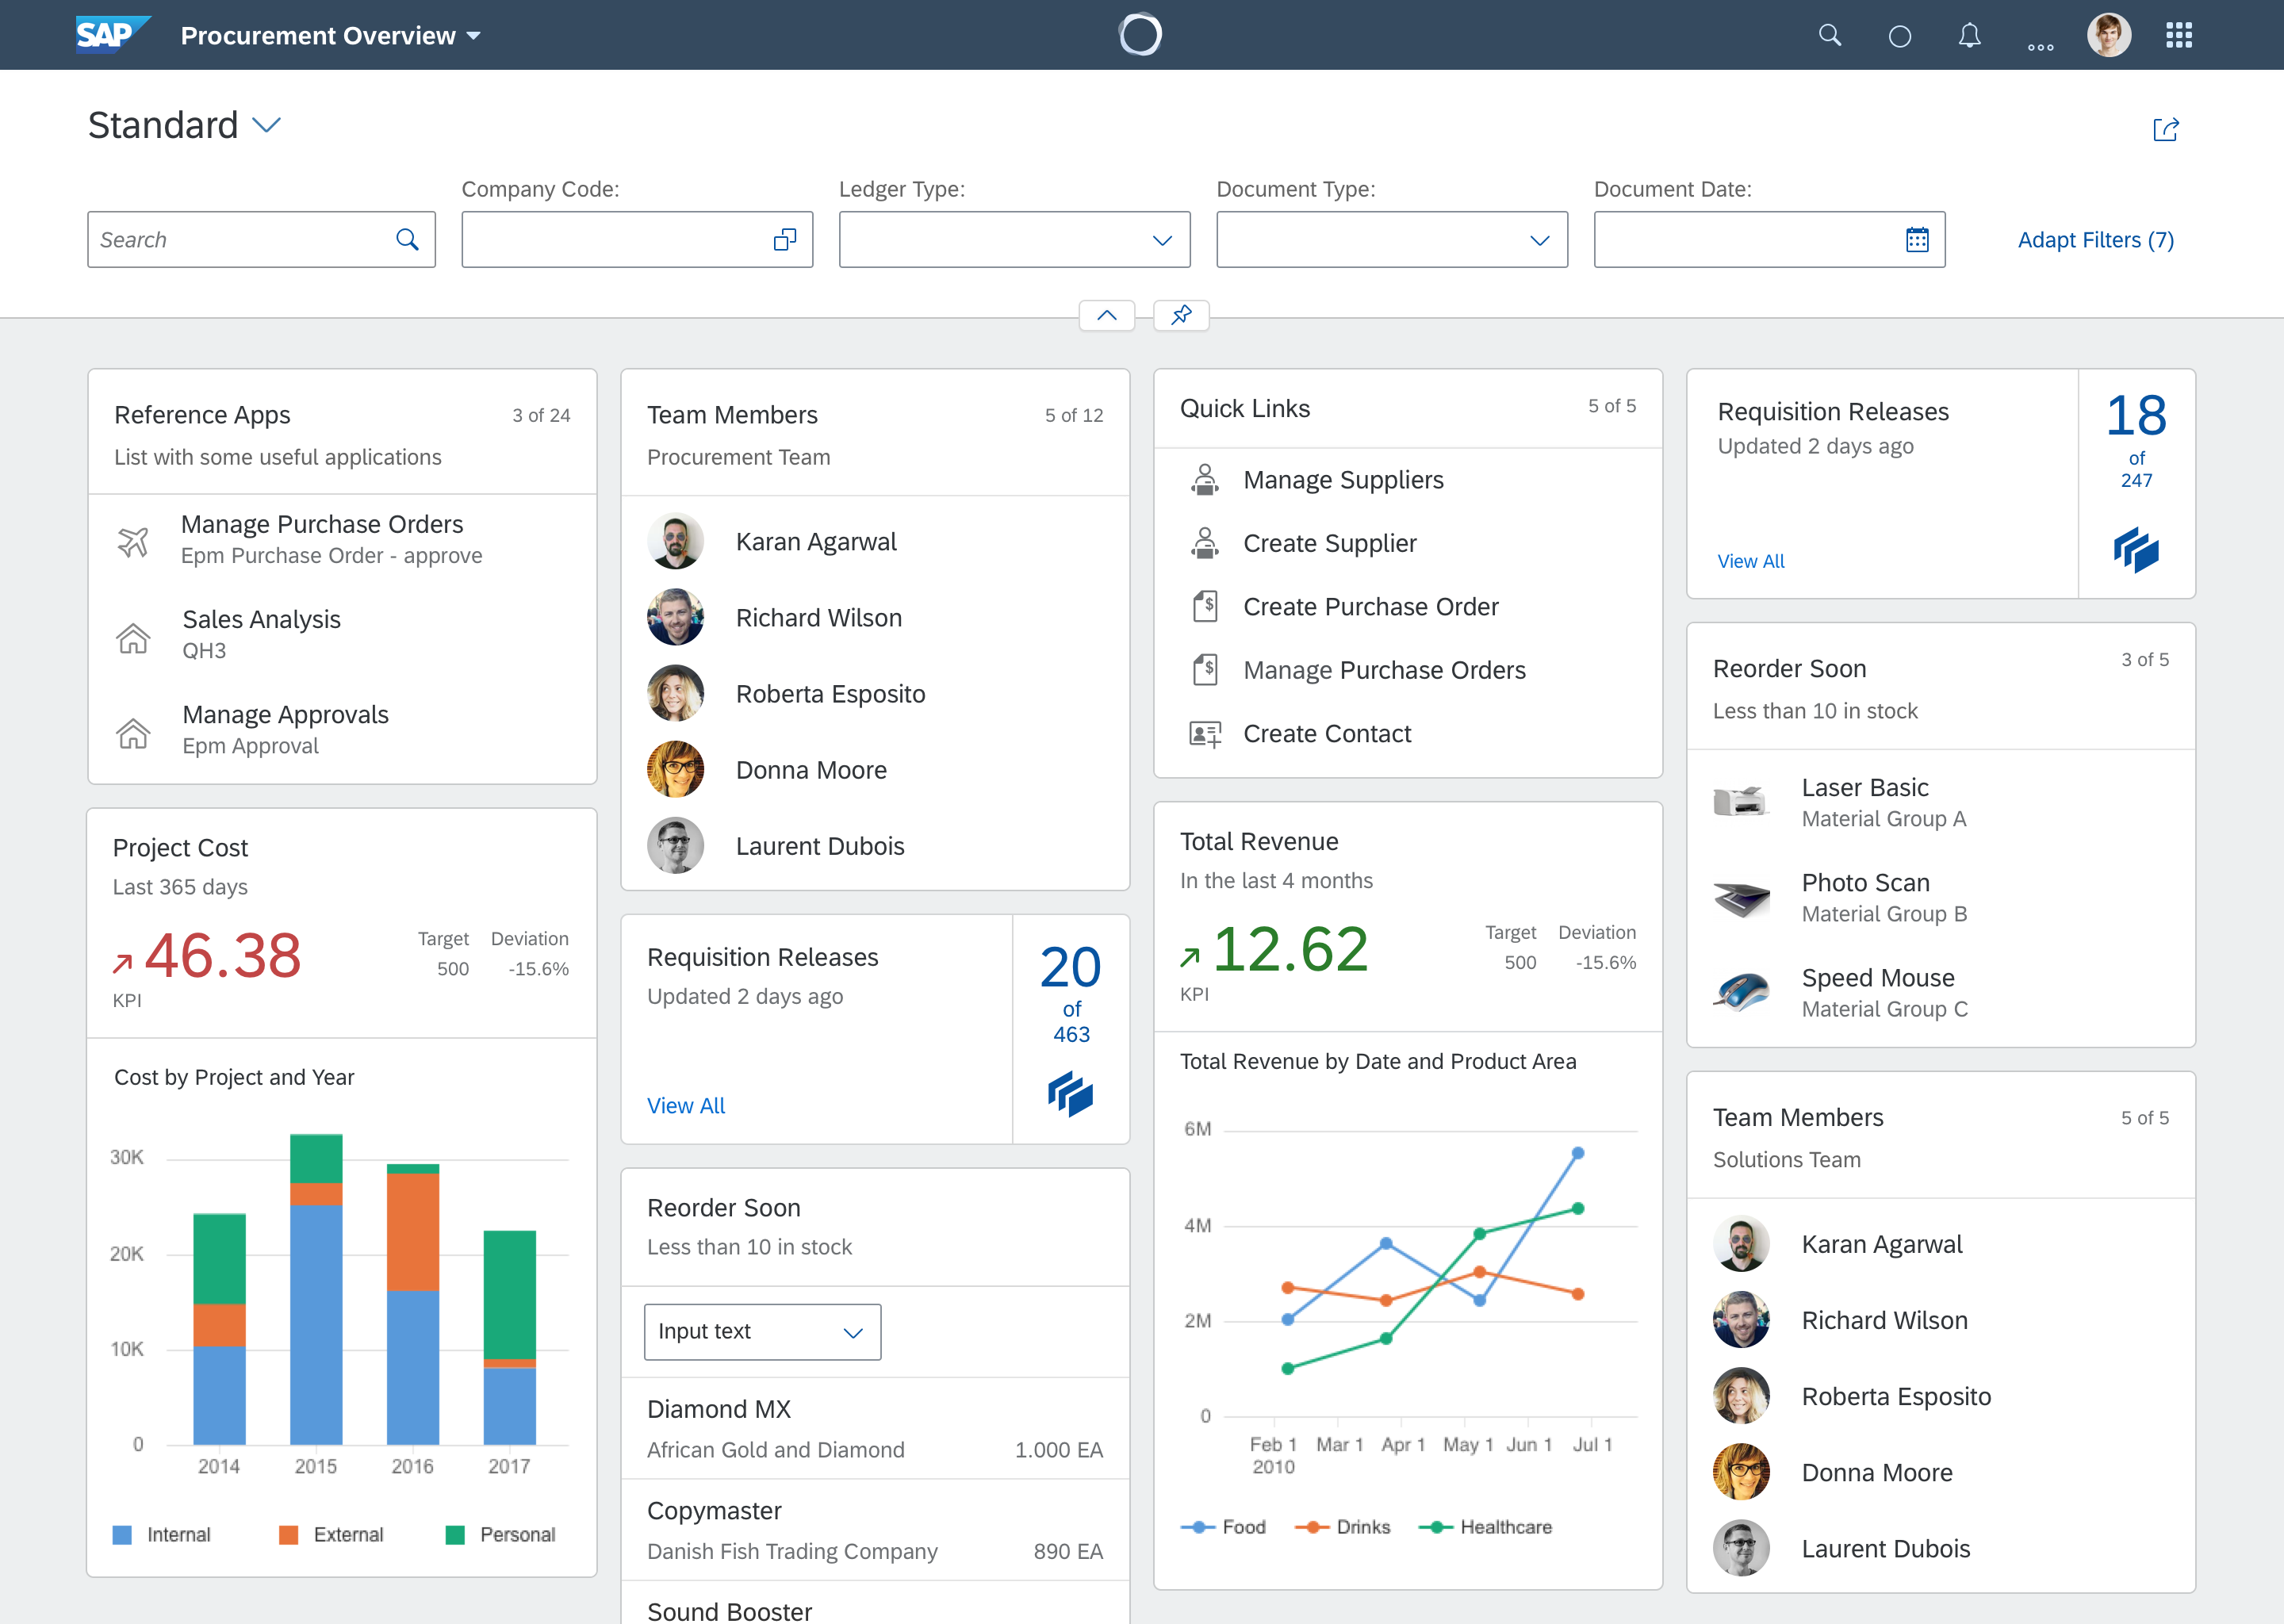 SAP
Procurement Overview
Standard
Company Code:
Ledger Type:
Document Type:
Document Date:
Search
Adapt Filters (7)
Reference Apps
3 of 24
List with some useful applications
Manage Purchase Orders
Epm Purchase Order - approve
Sales Analysis
QH3
Manage Approvals
Epm Approval
Project Cost
Last 365 days
46.38
KPI
Target
Deviation
500
-15.6%
Cost by Project and Year
30K
20K
10K
0
2014
2015
2016
2017
Internal
External
Personal
Team Members
5 of 12
Procurement Team
Karan Agarwal
Richard Wilson
Roberta Esposito
Donna Moore
Laurent Dubois
Requisition Releases
Updated 2 days ago
View All
20
of
463
Reorder Soon
Less than 10 in stock
Input text
Diamond MX
African Gold and Diamond
1.000 EA
Copymaster
Danish Fish Trading Company
890 EA
Sound Booster
Quick Links
5 of 5
Manage Suppliers
Create Supplier
Create Purchase Order
Manage Purchase Orders
Create Contact
Total Revenue
In the last 4 months
12.62
KPI
Target
Deviation
500
-15.6%
Total Revenue by Date and Product Area
6M
4M
2M
0
Feb 1
Mar 1
Apr 1
May 1
Jun 1
Jul 1
2010
Food
Drinks
Healthcare
Requisition Releases
Updated 2 days ago
View All
18
of
247
Reorder Soon
3 of 5
Less than 10 in stock
Laser Basic
Material Group A
Photo Scan
Material Group B
Speed Mouse
Material Group C
Team Members
5 of 5
Solutions Team
Karan Agarwal
Richard Wilson
Roberta Esposito
Donna Moore
Laurent Dubois